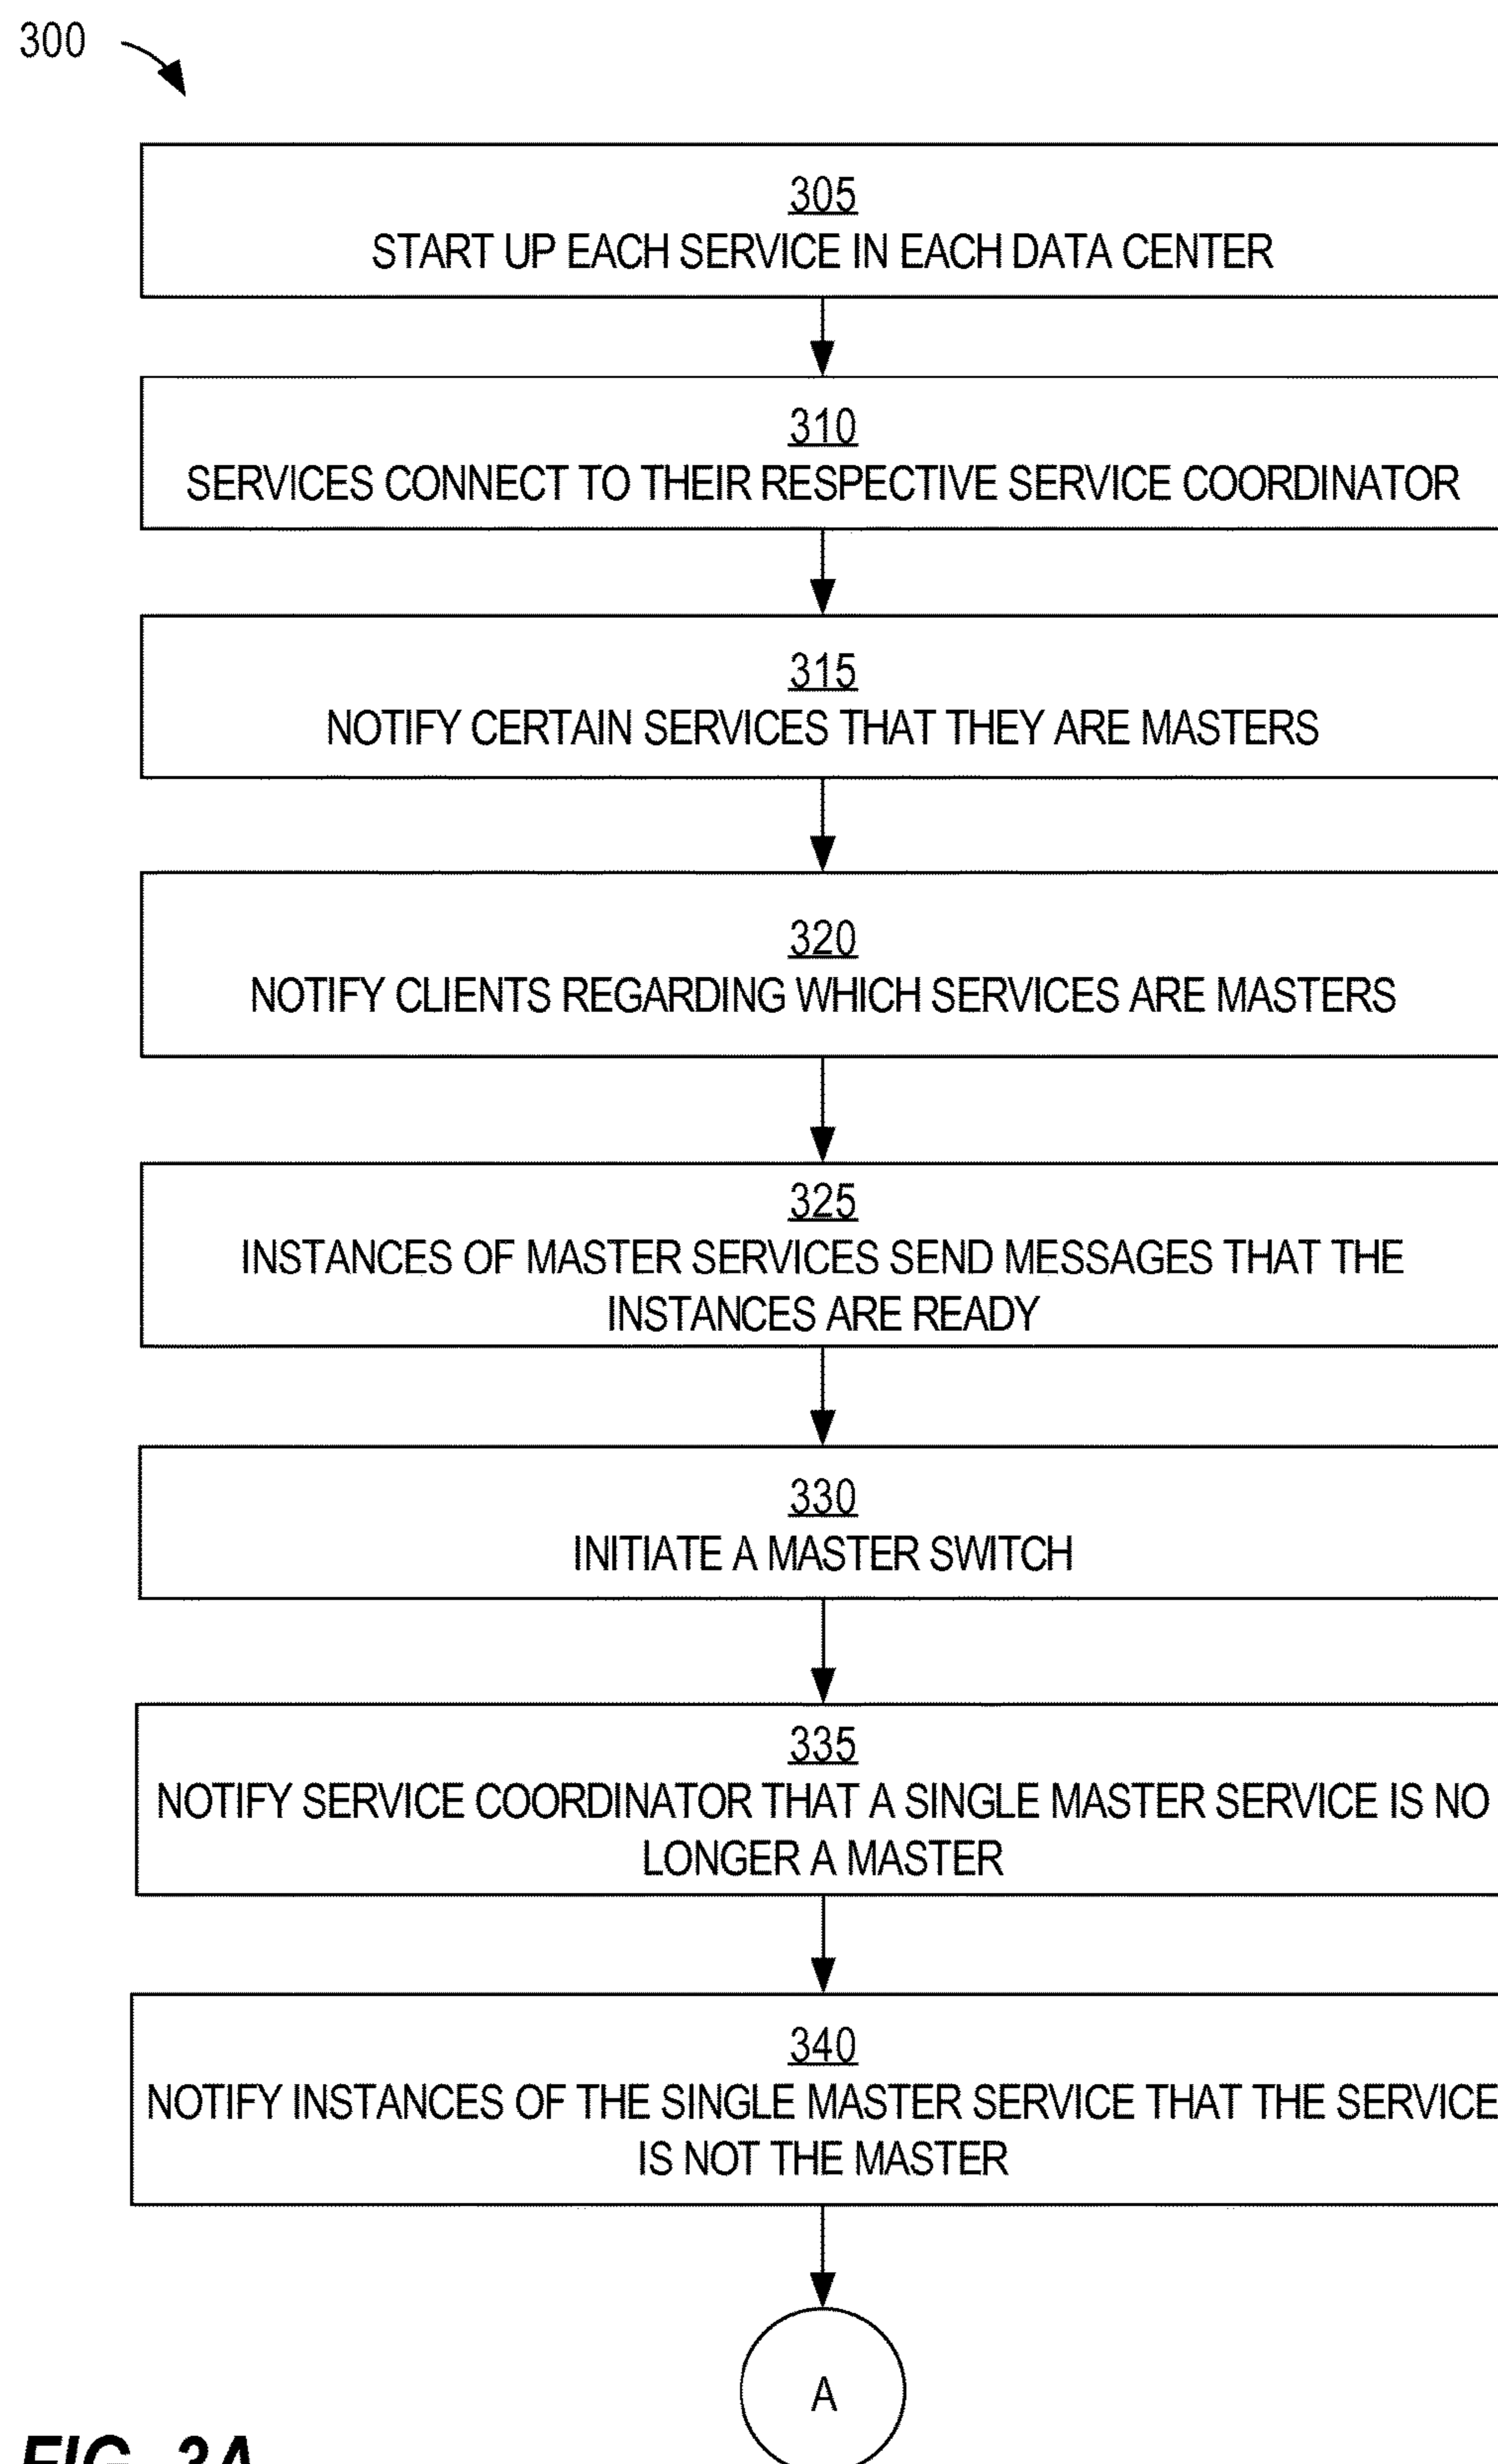 300
305
START UP EACH SERVICE IN EACH DATA CENTER
310
SERVICES CONNECT TO THEIR RESPECTIVE SERVICE COORDINATOR
315
NOTIFY CERTAIN SERVICES THAT THEY ARE MASTERS
320
NOTIFY CLIENTS REGARDING WHICH SERVICES ARE MASTERS
325
INSTANCES OF MASTER SERVICES SEND MESSAGES THAT THE
INSTANCES ARE READY
330
INITIATE A MASTER SWITCH
335
NOTIFY SERVICE COORDINATOR THAT A SINGLE MASTER SERVICE IS NO
LONGER A MASTER
340
NOTIFY INSTANCES OF THE SINGLE MASTER SERVICE THAT THE SERVICE
IS NOT THE MASTER
A
FIG. 3A